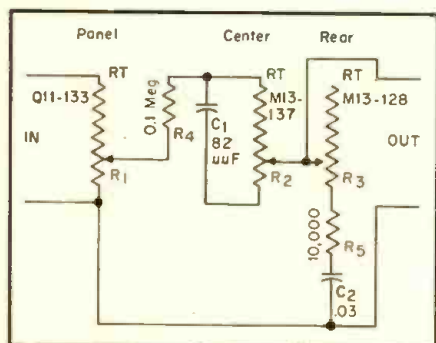 Panel Center Rear
RT RT RT
Q11-133 M13-137 M13-128
0.1 Meg
IN OUT
C1
82
µµF
R4
R1 R2 R3
10,000
R5
C2
.03